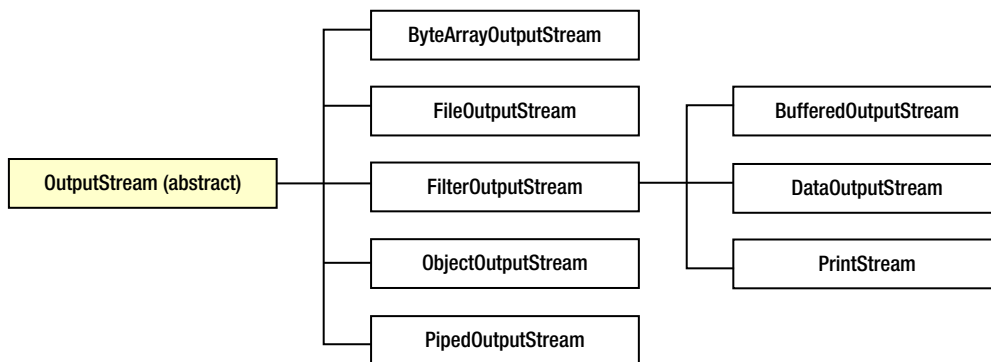 ByteArrayOutputStream
FileOutputStream
BufferedOutputStream
OutputStream (abstract)
FilterOutputStream
DataOutputStream
ObjectOutputStream
PrintStream
PipedOutputStream